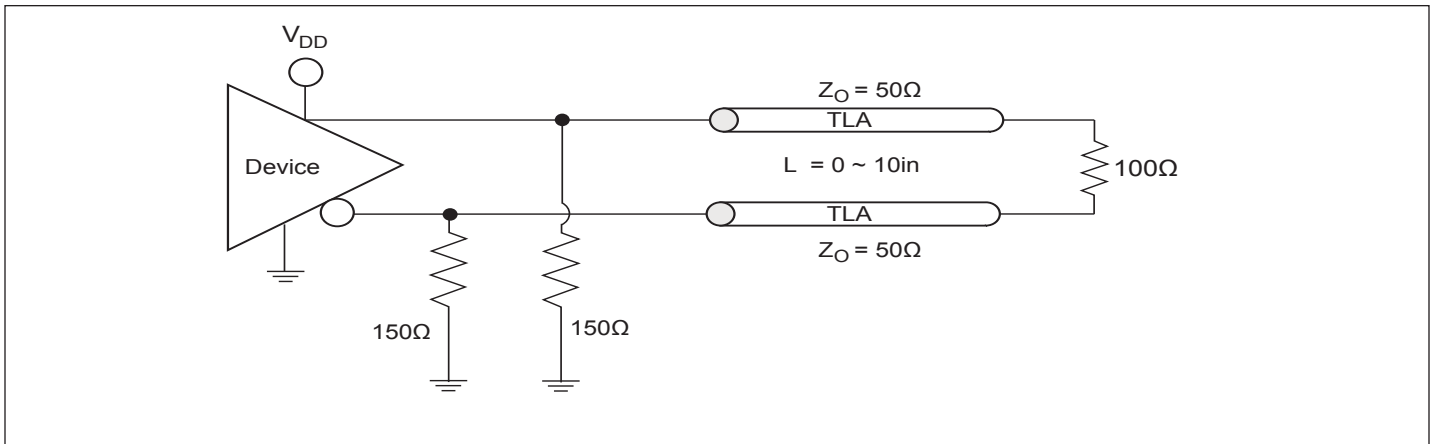 V_DD
Z_O = 50Ω
TLA
Device
L = 0 ~ 10in
100Ω
TLA
Z_O = 50Ω
150Ω
150Ω